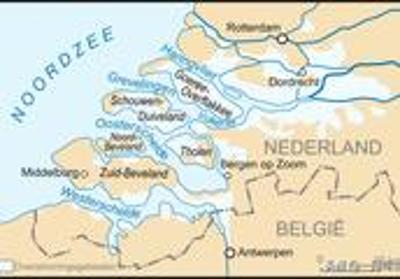 NOORDZEE
Rotterdam
Haringvliet
Dordrecht
Grevelingen
Goeree-
Overflakkee
Schouwen-
Duiveland
Oosterschelde
Noord-
Beveland
Tholen
NEDERLAND
Bergen op Zoom
Middelburg
Zuid-Beveland
Westerschelde
BELGIË
Antwerpen